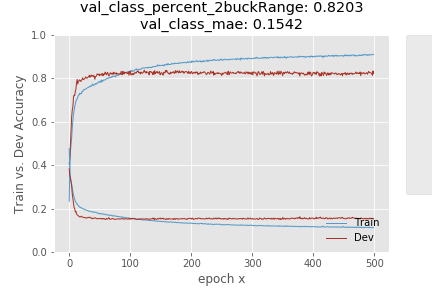 val_class_percent_2buckRange: 0.8203
val_class_mae: 0.1542
Train vs. Dev Accuracy
1.0
0.8
0.6
0.4
0.2
0.0
0
100
200
300
400
500
epoch x
Train
Dev